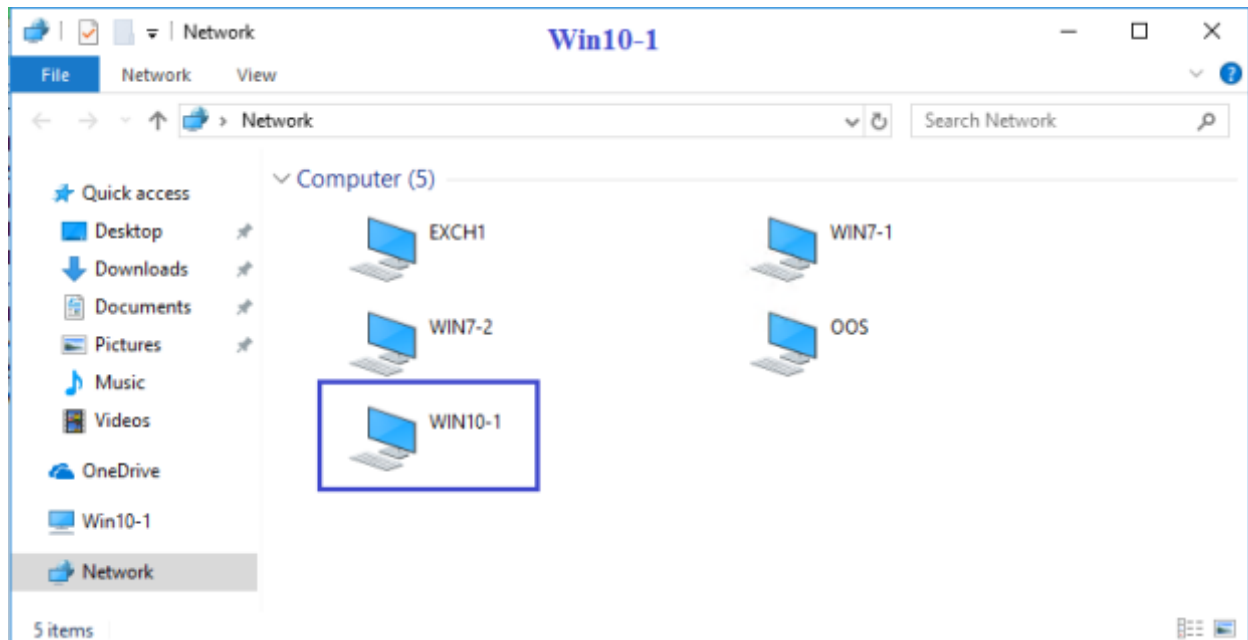 Network
Win10-1
File Network View
Network
Search Network
Quick access
Desktop
Downloads
Documents
Pictures
Music
Videos
OneDrive
Win10-1
Network
Computer (5)
EXCH1
WIN7-1
WIN7-2
OOS
WIN10-1
5 items